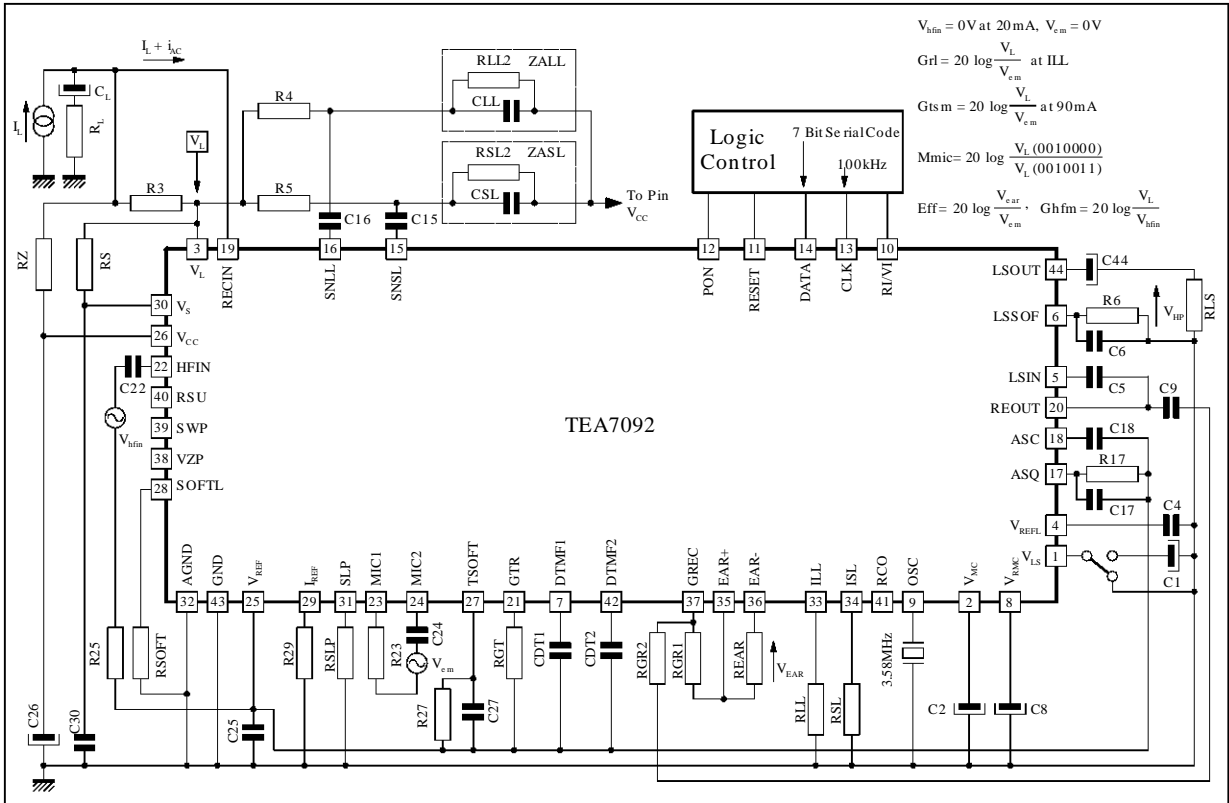 V_hfin = 0V at 20mA, V_em = 0V
Grl = 20 log V_L / V_em at ILL
Gtsm = 20 log V_L / V_em at 90mA
Mmic= 20 log V_L (0010000) / V_L (0010011)
Eff= 20 log V_ear / V_em , Ghfm = 20 log V_L / V_hfin
I_L + i_AC
C_L
I_L
R_L
V_L
R3
R4
R5
RLL2
ZALL
CLL
RSL2
ZASL
CSL
To Pin
V_CC
C16
C15
Logic
Control
7 Bit Serial Code
100kHz
RZ
RS
3
V_L
19
RECIN
16
SNLL
15
SNSL
12
PON
11
RESET
14
DATA
13
CLK
10
RI/VI
30 V_S
26 V_CC
22 HFIN
C22
40 RSU
39 SWP
V_hfin
38 VZP
28 SOFTL
TEA7092
LSOUT 44
C44
RLS
V_HP
LSSOF 6
R6
C6
LSIN 5
C5
C9
REOUT 20
ASC 18
C18
ASQ 17
R17
C17
V_REFL 4
C4
V_LS 1
C1
AGND
32
GND
43
V_REF
25
I_REF
29
SLP
31
MIC1
23
MIC2
24
TSOFT
27
GTR
21
DTMF1
7
DTMF2
42
GREC
37
EAR+
35
EAR-
36
ILL
33
ISL
34
RCO
41
OSC
9
V_MC
2
V_RMC
8
R25
RSOFT
C26
C30
C25
R29
RSLP
R23
C24
V_em
R27
C27
RGT
CDT1
CDT2
RGR2
RGR1
REAR
V_EAR
RLL
RSL
3.58MHz
C2
C8